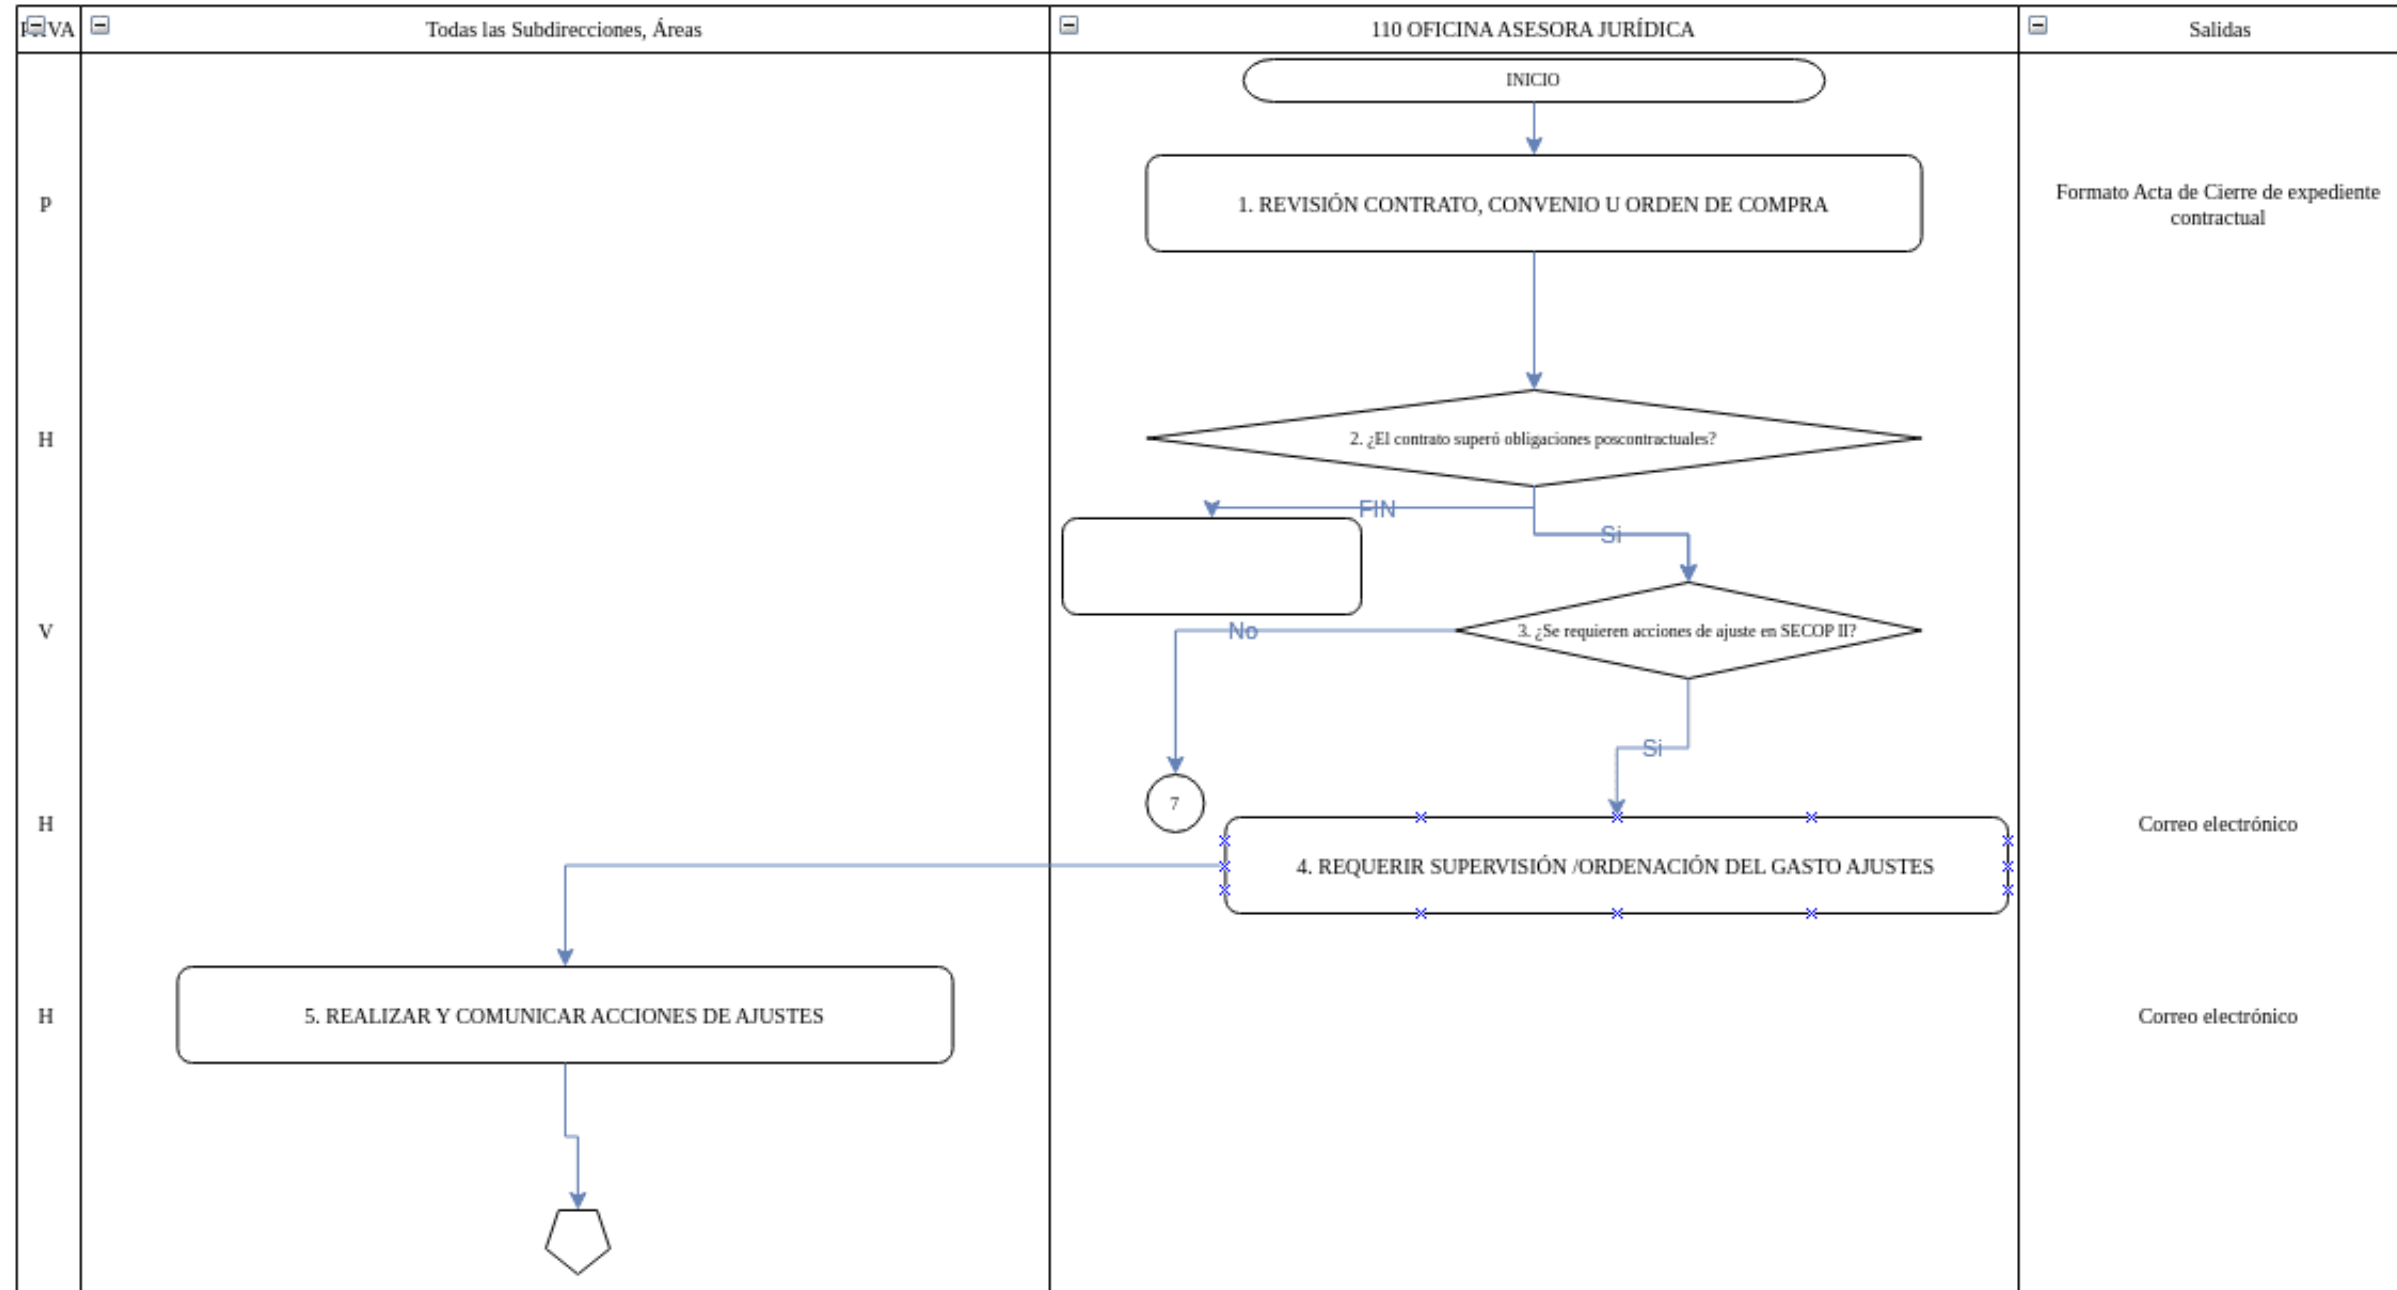 Todas las Subdirecciones, Áreas
110 OFICINA ASESORA JURÍDICA
Salidas
INICIO
P
1. REVISIÓN CONTRATO, CONVENIO U ORDEN DE COMPRA
Formato Acta de Cierre de expediente
contractual
H
2. ¿El contrato superó obligaciones poscontractuales?
FIN
Si
V
No
3. ¿Se requieren acciones de ajuste en SECOP II?
Si
7
H
Correo electrónico
4. REQUERIR SUPERVISIÓN /ORDENACIÓN DEL GASTO AJUSTES
H
5. REALIZAR Y COMUNICAR ACCIONES DE AJUSTES
Correo electrónico